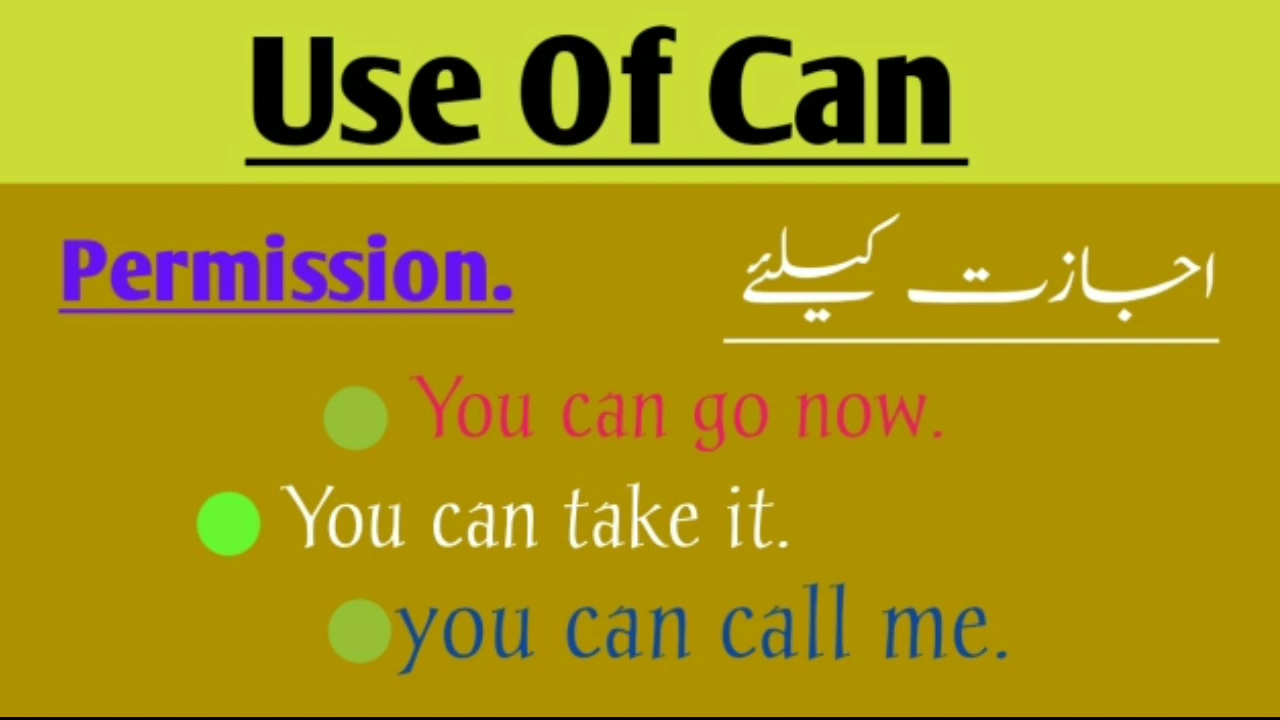 Use Of Can
Permission.
اجازت کیلئے
You can go now.
You can take it.
you can call me.